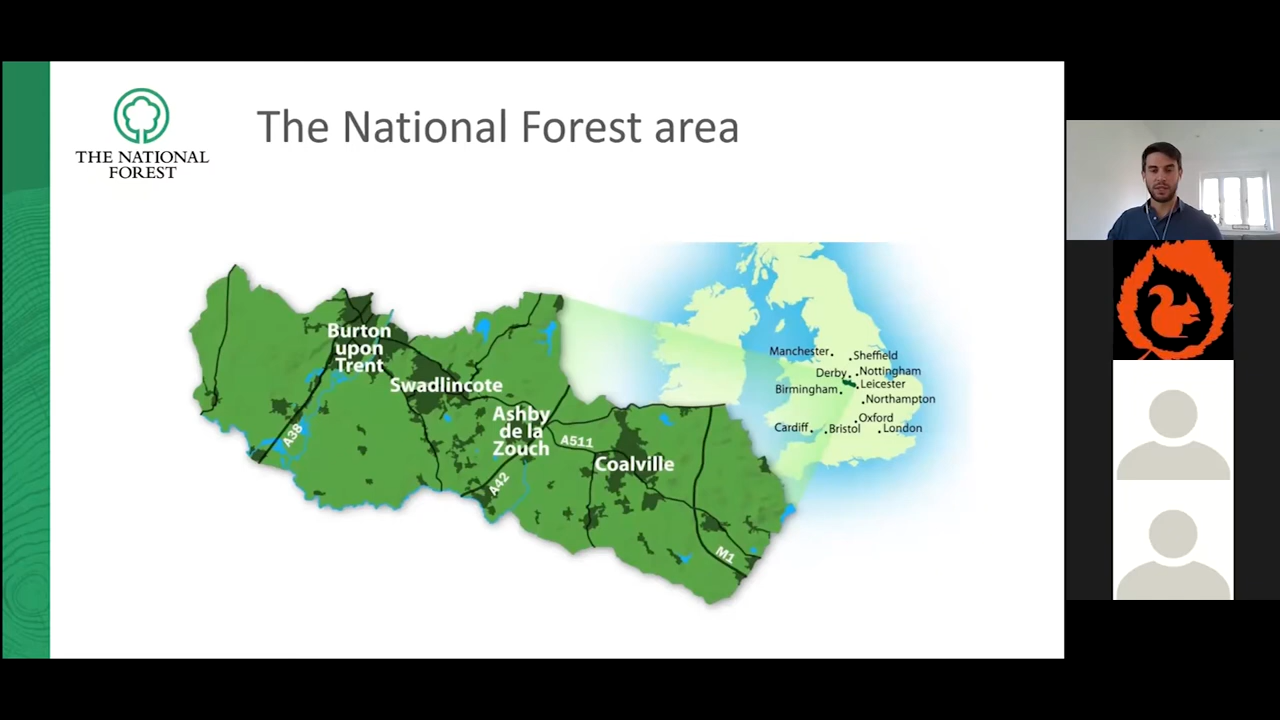 The National Forest area
THE NATIONAL
FOREST
Burton
upon
Trent
Swadlincote
Ashby
de la
Zouch
A511
Coalville
A38
A42
M1
Manchester
Sheffield
Derby
Nottingham
Birmingham
Leicester
Northampton
Oxford
Cardiff
Bristol
London